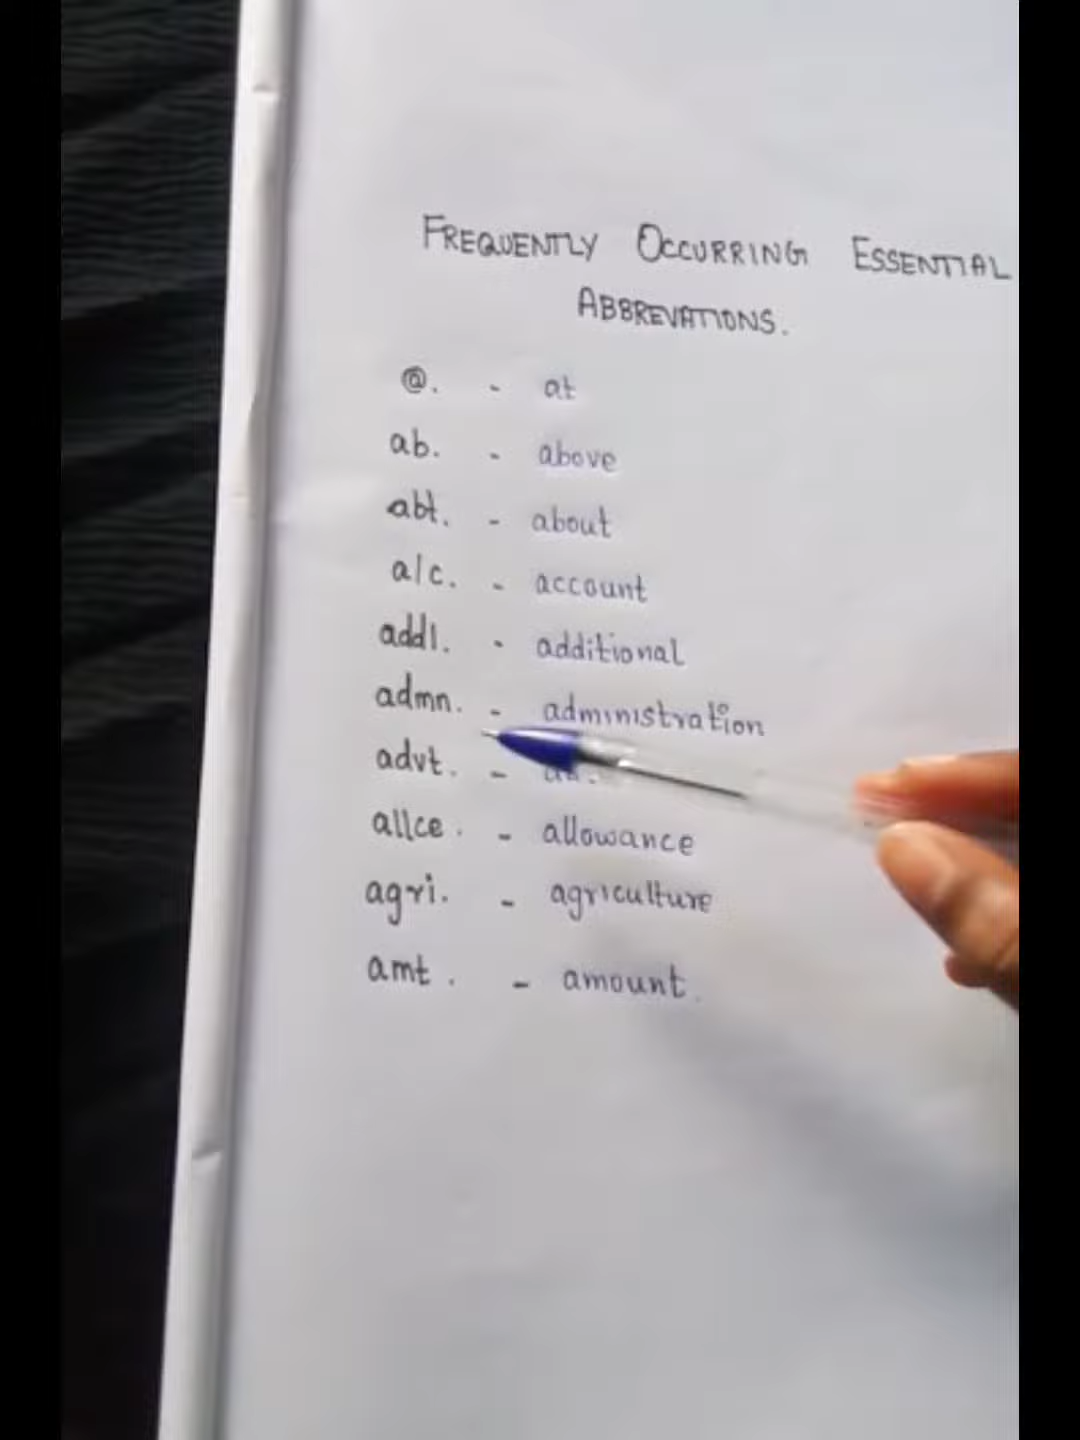 FREQUENTLY OCCURRING ESSENTIAL
ABBREVATIONS.
@. - at
ab. - above
abt. - about
a/c. - account
addl. - additional
admn. - administration
advt. -
allce. - allowance
agri. - agriculture
amt. - amount.